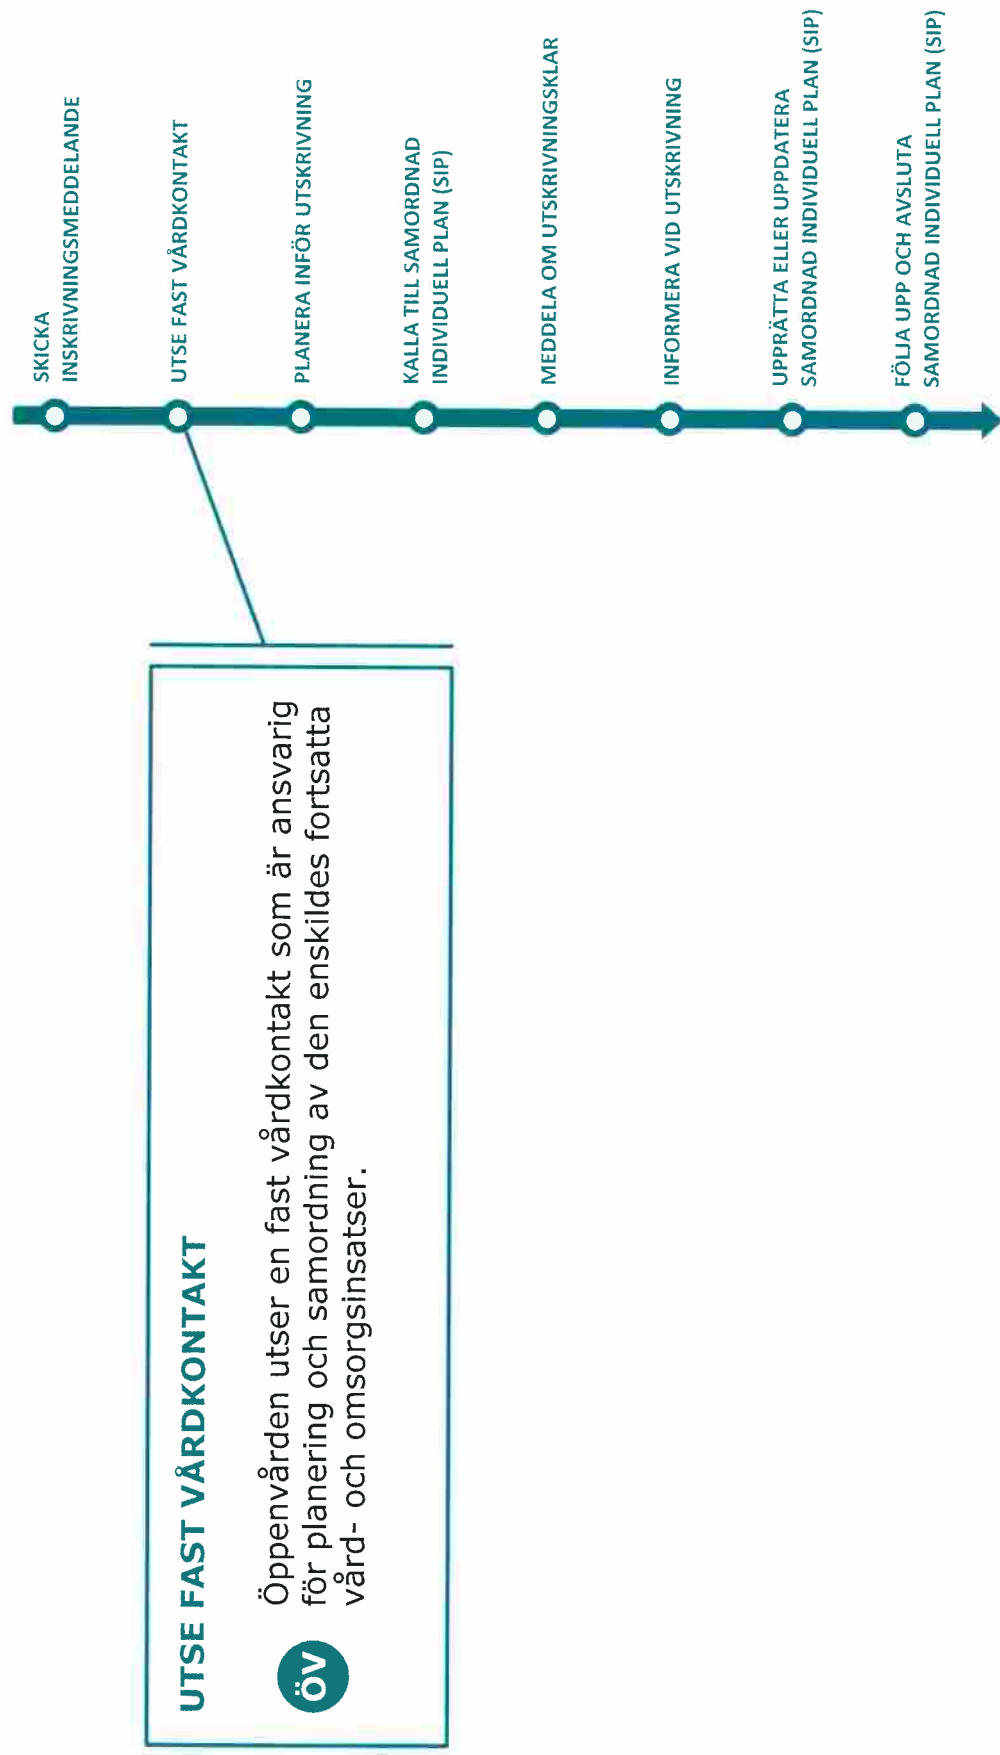 SKICKA
INSKRIVNINGSMEDDELANDE
UTSE FAST VÅRDKONTAKT
PLANERA INFÖR UTSKRIVNING
KALLA TILL SAMORDNAD
INDIVIDUELL PLAN (SIP)
MEDDELA OM UTSKRIVNINGSKLAR
INFORMERA VID UTSKRIVNING
UPPRÄTTA ELLER UPPDATERA
SAMORDNAD INDIVIDUELL PLAN (SIP)
FÖLJA UPP OCH AVSLUTA
SAMORDNAD INDIVIDUELL PLAN (SIP)
UTSE FAST VÅRDKONTAKT
ÖV
Öppenvården utser en fast vårdkontakt som är ansvarig
för planering och samordning av den enskildes fortsatta
vård- och omsorgsinsatser.